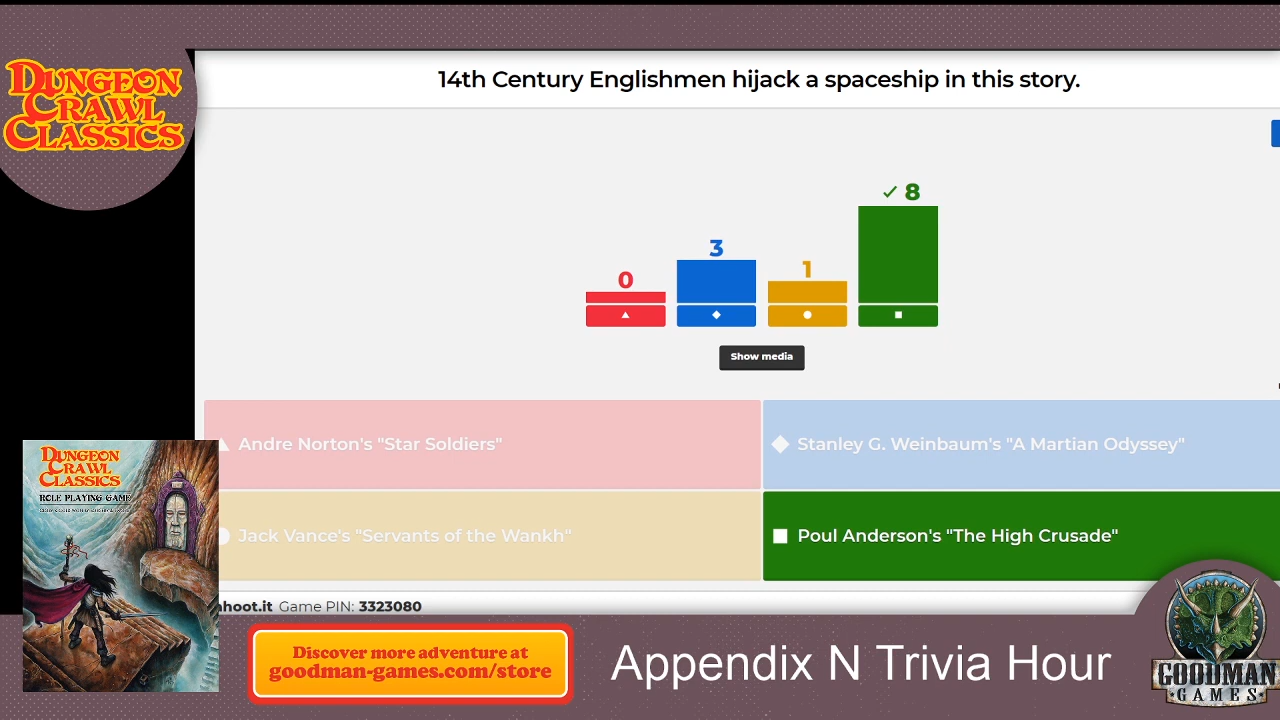 14th Century Englishmen hijack a spaceship in this story.
DUNGEON
CRAWL
CLASSICS
0
3
1
8
Show media
Andre Norton's "Star Soldiers"
Stanley G. Weinbaum's "A Martian Odyssey"
Jack Vance's "Servants of the Wankh"
Poul Anderson's "The High Crusade"
DUNGEON
CRAWL
CLASSICS
ROLE PLAYING GAME
ahoot.it Game PIN: 3323080
Discover more adventure at
goodman-games.com/store
Appendix N Trivia Hour
GOODMAN
GAMES